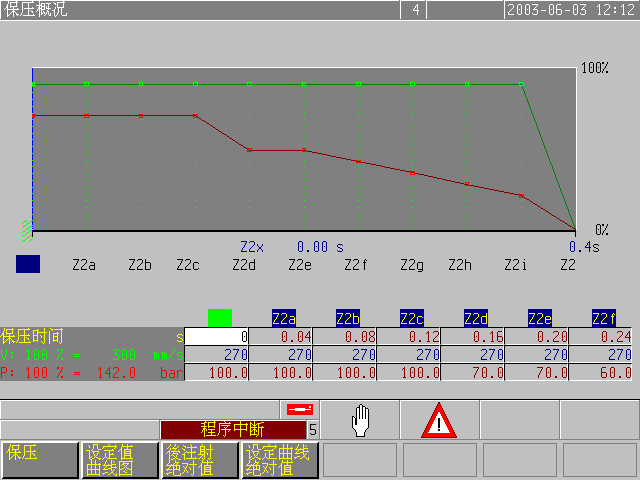 保压概况 4 2003-06-03 12:12
100%
0%
Z2x 0.00 s 0.4s
Z2a Z2b Z2c Z2d Z2e Z2f Z2g Z2h Z2i Z2
Z2a Z2b Z2c Z2d Z2e Z2f
保压时间 s 0 0.04 0.08 0.12 0.16 0.20 0.24
V: 100 % = 300 mm/s 270 270 270 270 270 270 270
P: 100 % = 142.0 bar 100.0 100.0 100.0 100.0 70.0 70.0 60.0
程序中断 5
保压 设定值 後注射 设定曲线
曲线图 绝对值 绝对值